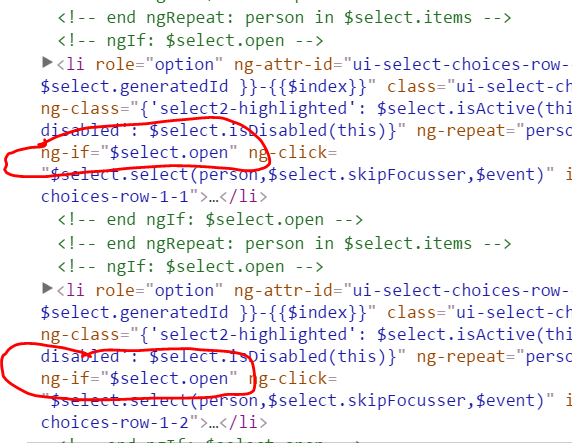 <!-- end ngRepeat: person in $select.items -->
<!-- ngIf: $select.open -->
▶<li role="option" ng-attr-id="ui-select-choices-row-
$select.generatedId }}-{{$index}}" class="ui-sel
ng-class="{'select2-highlighted': $select.isActive(thi
disabled': $select.isDisabled(this)}" ng-repeat="perso
ng-if="$select.open" ng-click=
"$select.select(person,$select.skipFocusser,$event)" i
choices-row-1-1">…</li>
<!-- end ngIf: $select.open -->
<!-- end ngRepeat: person in $select.items -->
<!-- ngIf: $select.open -->
▶<li role="option" ng-attr-id="ui-select-choices-row-
$select.generatedId }}-{{$index}}" class="ui-sel
ng-class="{'select2-highlighted': $select.isActive(thi
disabled': $select.isDisabled(this)}" ng-repeat="perso
ng-if="$select.open" ng-click=
"$select.select(person,$select.skipFocusser,$event)" i
choices-row-1-2">…</li>
<!-- end ngIf: $select.open -->